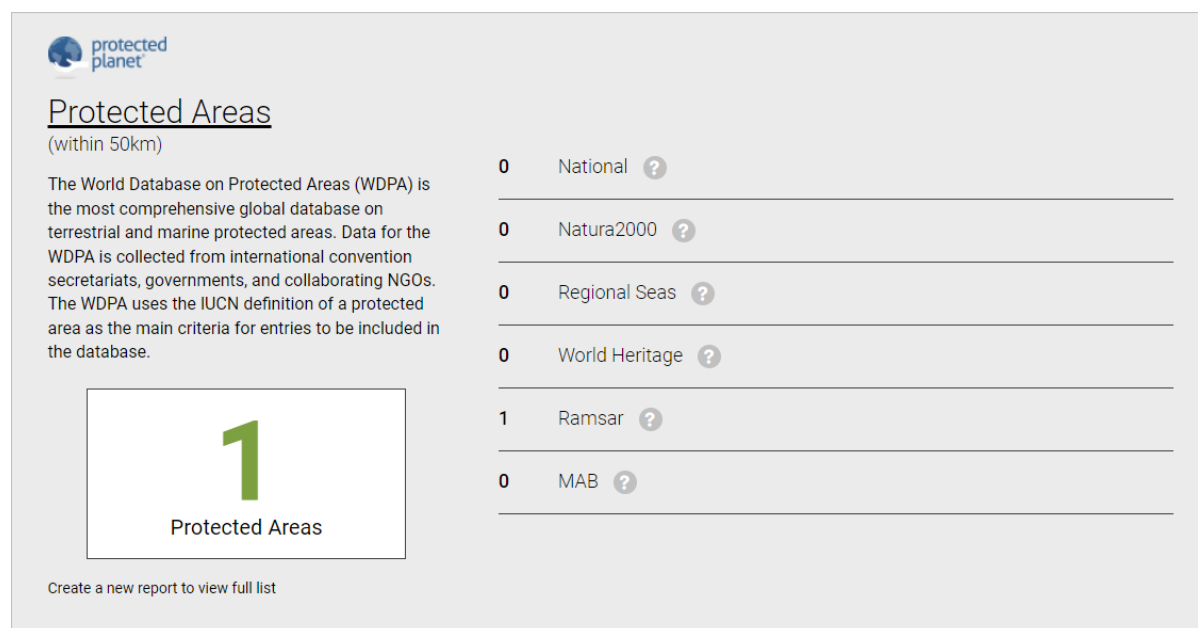 protected
planet®
Protected Areas
(within 50km)
The World Database on Protected Areas (WDPA) is
the most comprehensive global database on
terrestrial and marine protected areas. Data for the
WDPA is collected from international convention
secretariats, governments, and collaborating NGOs.
The WDPA uses the IUCN definition of a protected
area as the main criteria for entries to be included in
the database.
1
Protected Areas
Create a new report to view full list
0 National ?
0 Natura2000 ?
0 Regional Seas ?
0 World Heritage ?
1 Ramsar ?
0 MAB ?